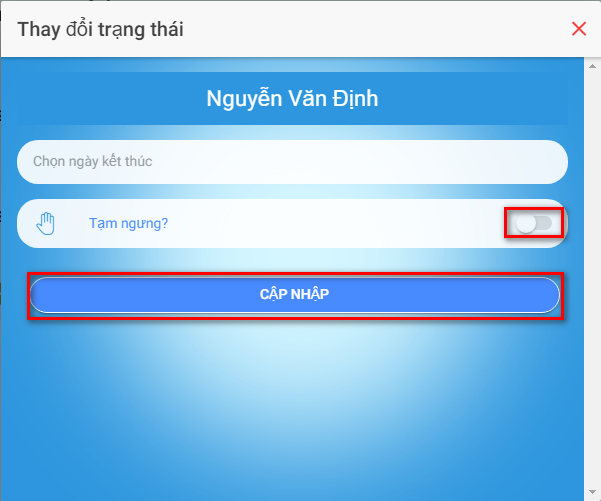 Thay đổi trạng thái
Nguyễn Văn Định
Chọn ngày kết thúc
Tạm ngưng?
CẬP NHẬP